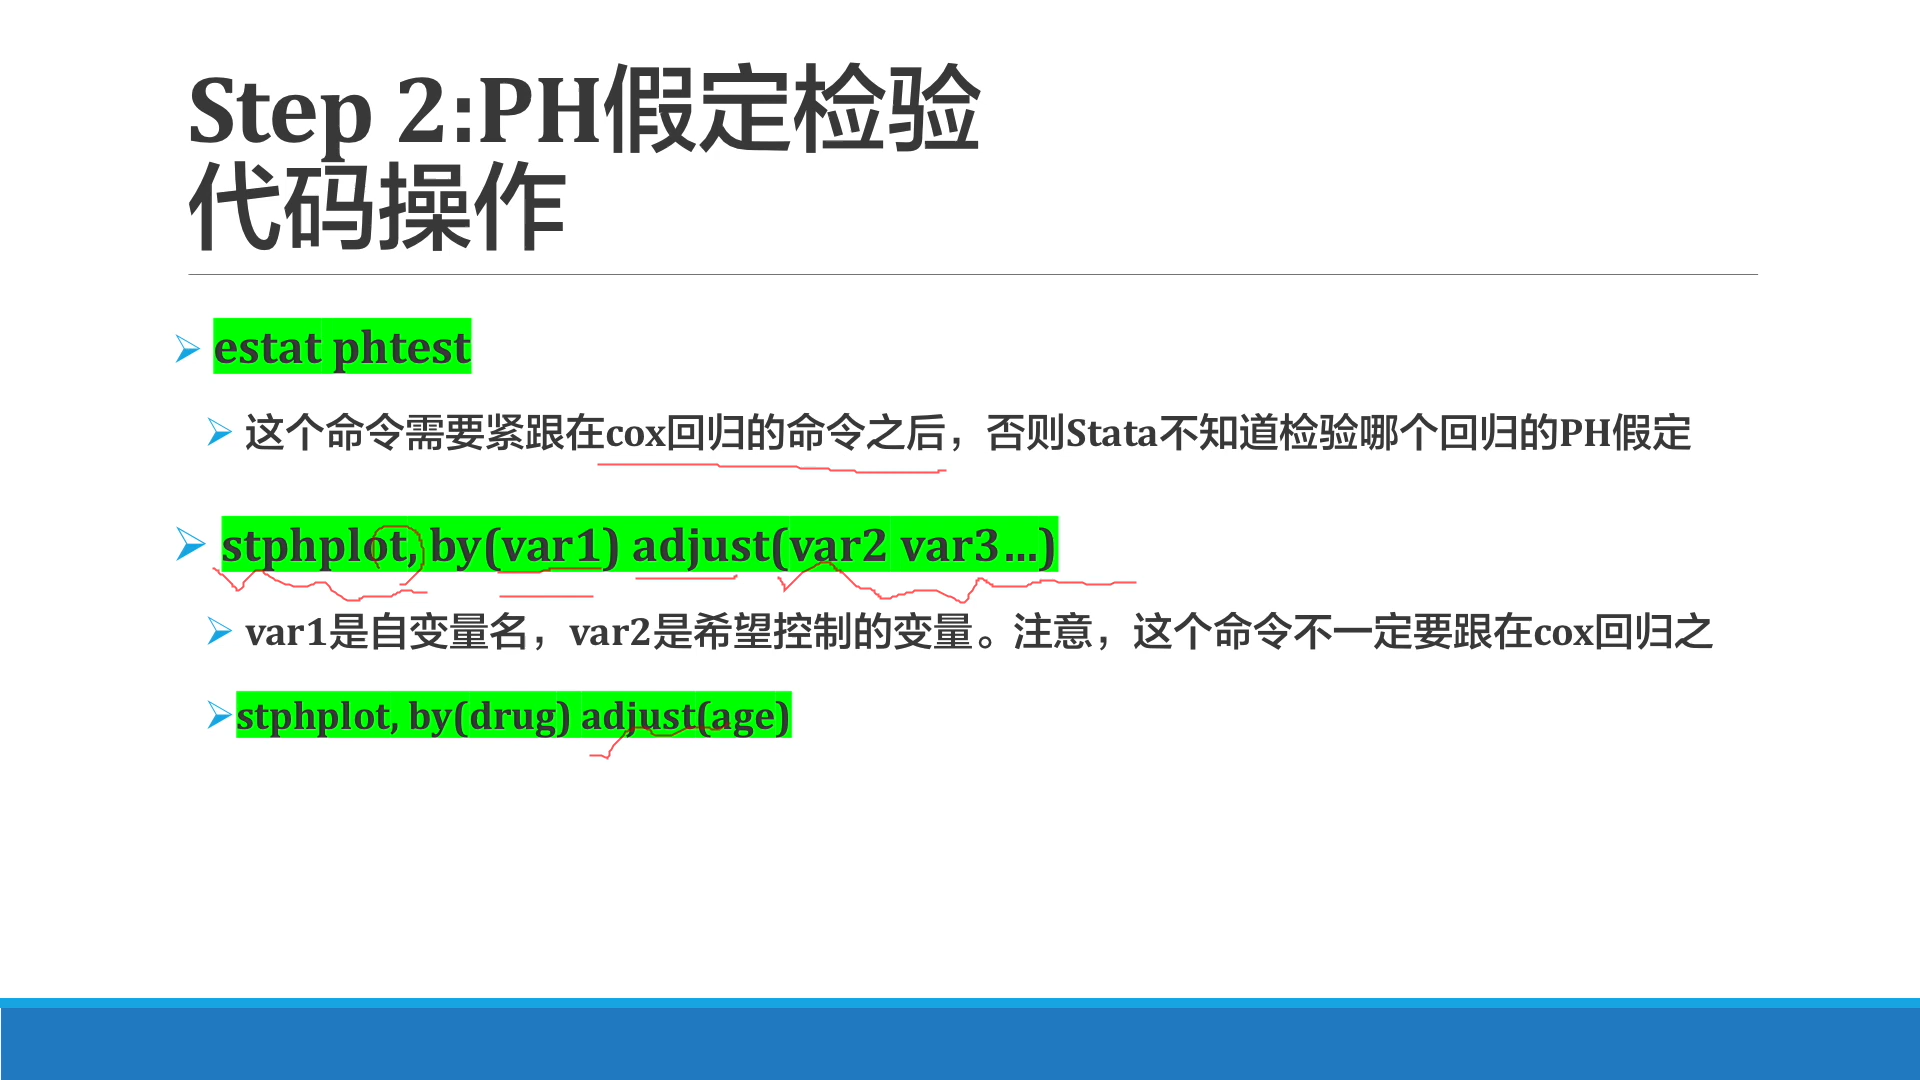 Step 2:PH假定检验
代码操作
estat phtest
这个命令需要紧跟在cox回归的命令之后，否则Stata不知道检验哪个回归的PH假定
stphplot, by(var1) adjust(var2 var3...)
var1是自变量名，var2是希望控制的变量。注意，这个命令不一定要跟在cox回归之
stphplot, by(drug) adjust(age)